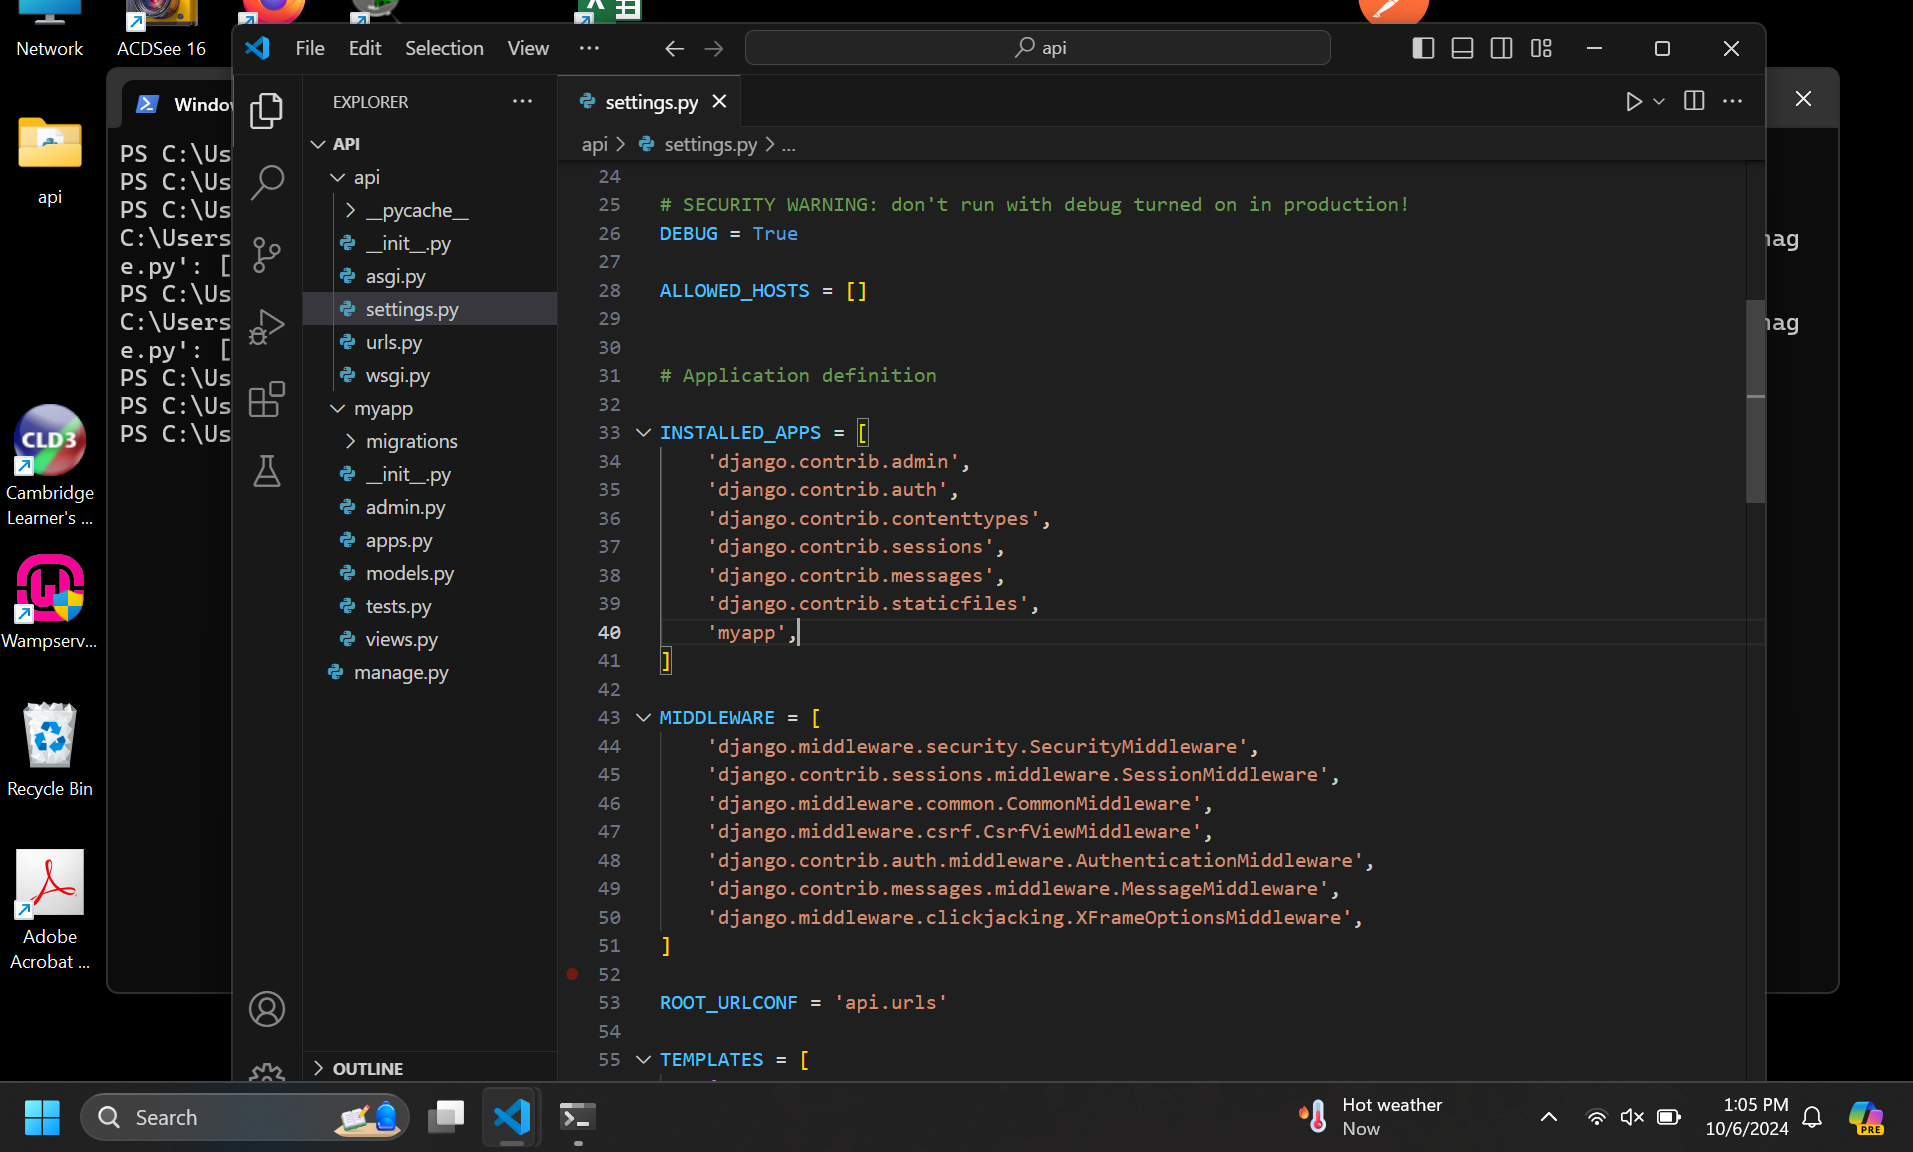 Network
ACDSee 16
api
CLD3
Cambridge
Learner's ...
Wampserv...
Recycle Bin
Adobe
Acrobat ...
Windo
PS C:\Us
PS C:\Us
PS C:\Us
C:\Users
e.py': [
PS C:\Us
C:\Users
e.py': [
PS C:\Us
PS C:\Us
PS C:\Us
nag
nag
File Edit Selection View ...
api
EXPLORER ...
API
api
__pycache__
__init__.py
asgi.py
settings.py
urls.py
wsgi.py
myapp
migrations
__init__.py
admin.py
apps.py
models.py
tests.py
views.py
manage.py
OUTLINE
settings.py
api > settings.py > ...
24
25 # SECURITY WARNING: don't run with debug turned on in production!
26 DEBUG = True
27
28 ALLOWED_HOSTS = []
29
30
31 # Application definition
32
33 INSTALLED_APPS = [
34 'django.contrib.admin',
35 'django.contrib.auth',
36 'django.contrib.contenttypes',
37 'django.contrib.sessions',
38 'django.contrib.messages',
39 'django.contrib.staticfiles',
40 'myapp',
41 ]
42
43 MIDDLEWARE = [
44 'django.middleware.security.SecurityMiddleware',
45 'django.contrib.sessions.middleware.SessionMiddleware',
46 'django.middleware.common.CommonMiddleware',
47 'django.middleware.csrf.CsrfViewMiddleware',
48 'django.contrib.auth.middleware.AuthenticationMiddleware',
49 'django.contrib.messages.middleware.MessageMiddleware',
50 'django.middleware.clickjacking.XFrameOptionsMiddleware',
51 ]
52
53 ROOT_URLCONF = 'api.urls'
54
55 TEMPLATES = [
Search
Hot weather
Now
1:05 PM
10/6/2024
PRE